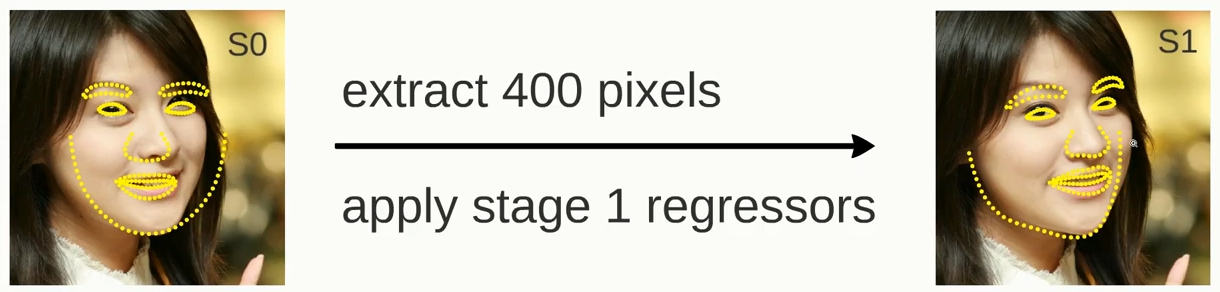 S0
extract 400 pixels
apply stage 1 regressors
S1